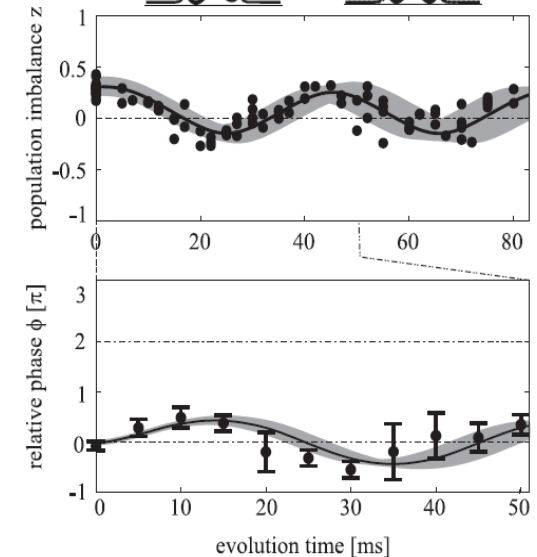 population imbalance z
1
0.5
0
-0.5
-1
0 20 40 60 80
relative phase ϕ [π]
3
2
1
0
-1
0 10 20 30 40 50
evolution time [ms]